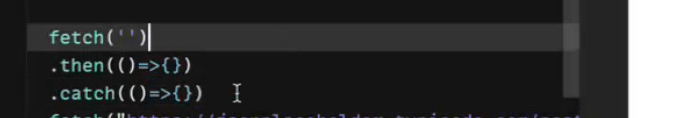 fetch('')
.then(()=>{})
.catch(()=>{})